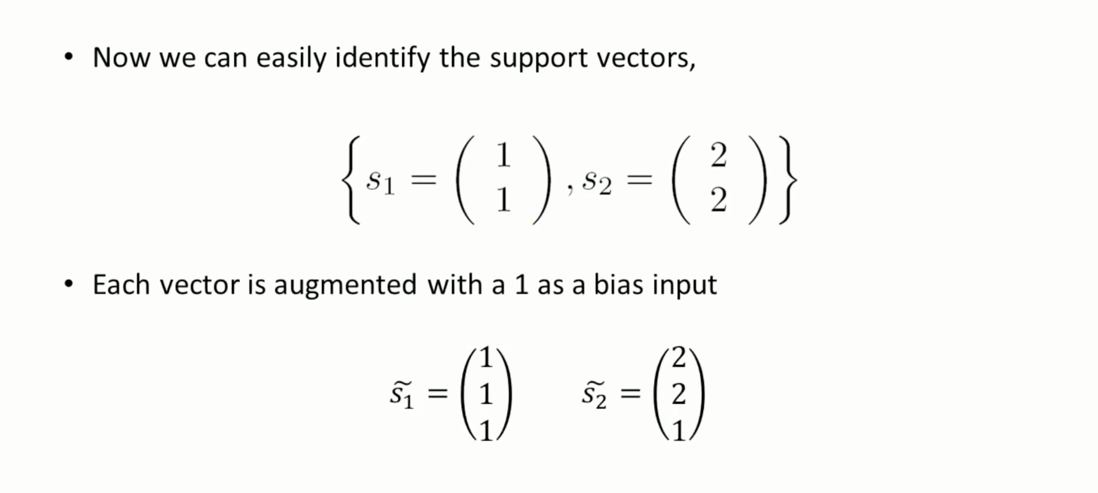 • Now we can easily identify the support vectors,
{ s₁ = ( 1 1 ) , s₂ = ( 2 2 ) }
• Each vector is augmented with a 1 as a bias input
s̃₁ = ( 1 1 1 ) s̃₂ = ( 2 2 1 )